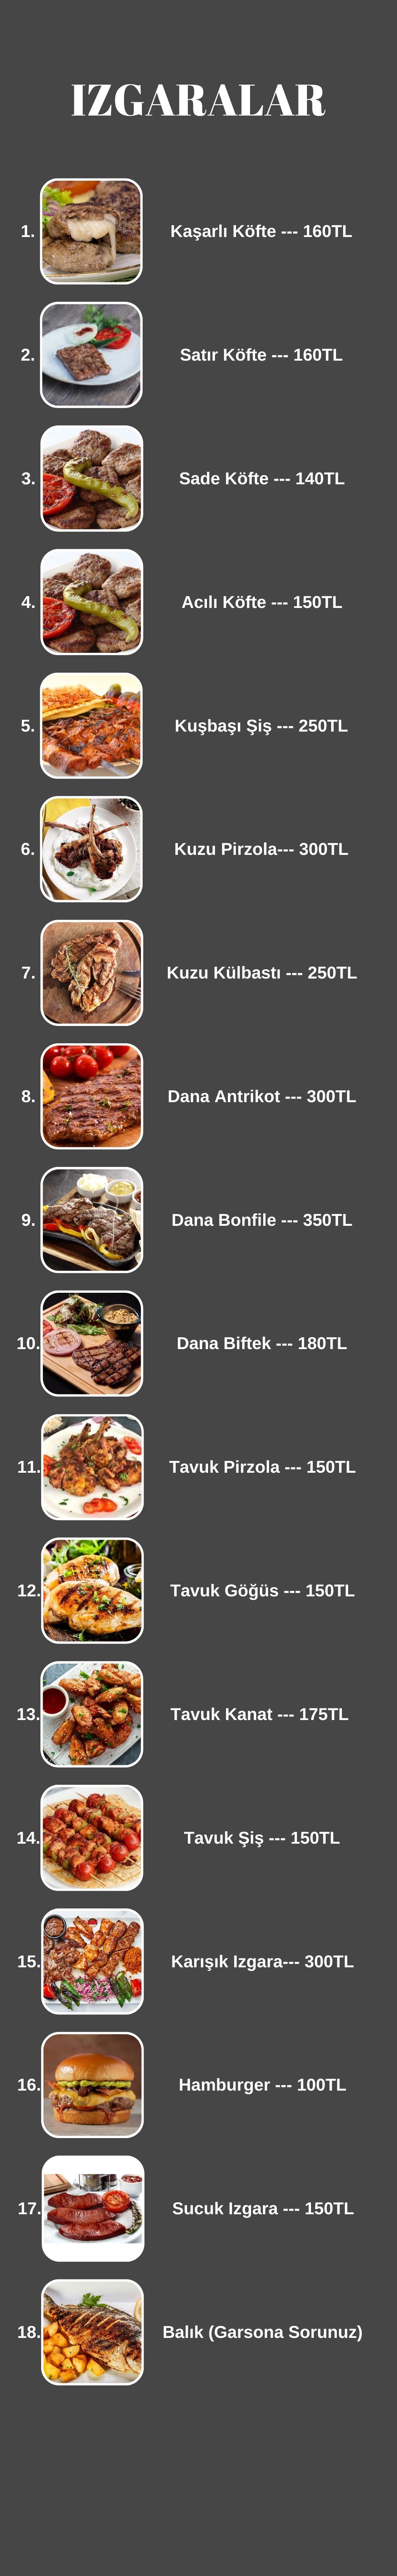 IZGARALAR
1. Kaşarlı Köfte --- 160TL
2. Satır Köfte --- 160TL
3. Sade Köfte --- 140TL
4. Acılı Köfte --- 150TL
5. Kuşbaşı Şiş --- 250TL
6. Kuzu Pirzola--- 300TL
7. Kuzu Külbastı --- 250TL
8. Dana Antrikot --- 300TL
9. Dana Bonfile --- 350TL
10. Dana Biftek --- 180TL
11. Tavuk Pirzola --- 150TL
12. Tavuk Göğüs --- 150TL
13. Tavuk Kanat --- 175TL
14. Tavuk Şiş --- 150TL
15. Karışık Izgara--- 300TL
16. Hamburger --- 100TL
17. Sucuk Izgara --- 150TL
18. Balık (Garsona Sorunuz)